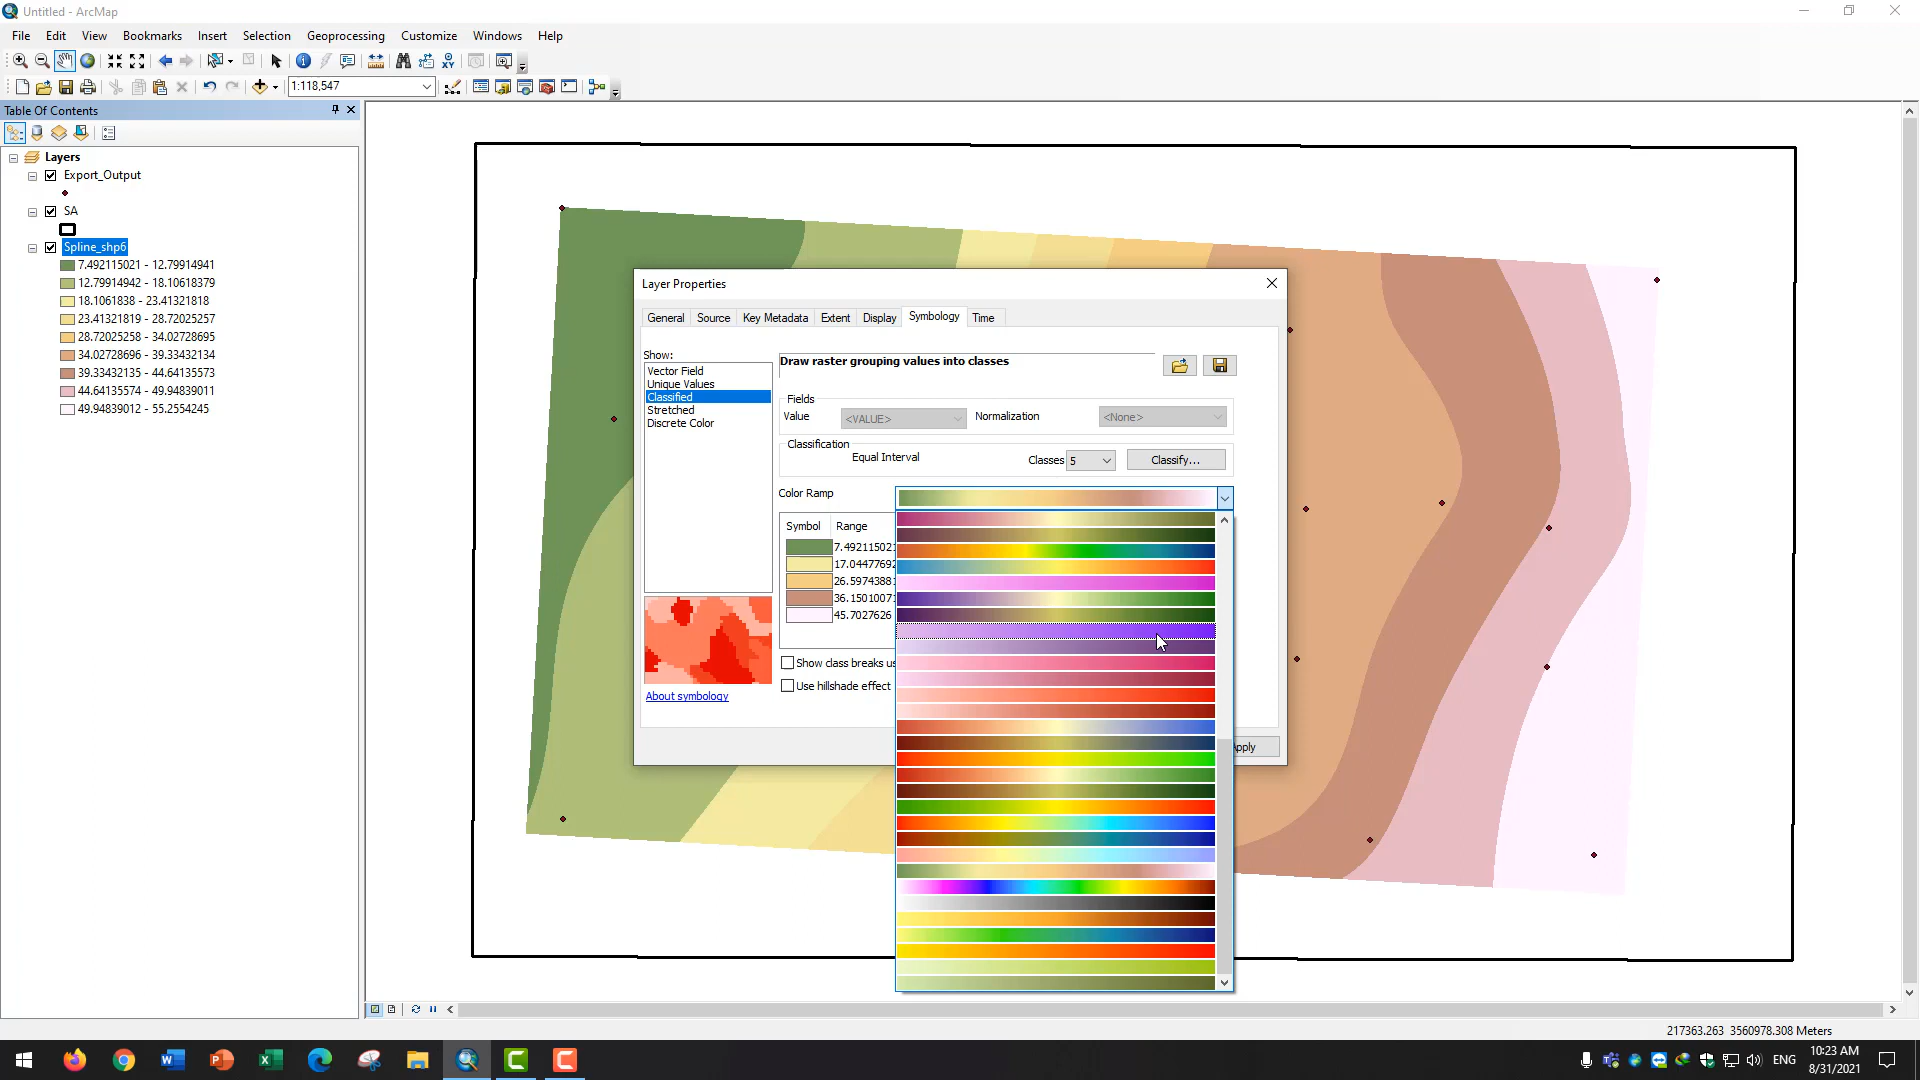 Untitled - ArcMap
File Edit View Bookmarks Insert Selection Geoprocessing Customize Windows Help
1:118,547
Table Of Contents
Layers
Export_Output
SA
Spline_shp6
7.492115021 - 12.79914941
12.79914942 - 18.10618379
18.1061838 - 23.41321818
23.41321819 - 28.72025257
28.72025258 - 34.02728695
34.02728696 - 39.33432134
39.33432135 - 44.64135573
44.64135574 - 49.94839011
49.94839012 - 55.2554245
Layer Properties
General Source Key Metadata Extent Display Symbology Time
Show:
Vector Field
Unique Values
Classified
Stretched
Discrete Color
About symbology
Draw raster grouping values into classes
Fields
Value <VALUE> Normalization <None>
Classification
Equal Interval Classes 5 Classify...
Color Ramp
Symbol Range
7.492115021
17.04477692
26.59743881
36.15010071
45.7027626
Show class breaks us
Use hillshade effect
Apply
217363.263 3560978.308 Meters
ENG
10:23 AM
8/31/2021